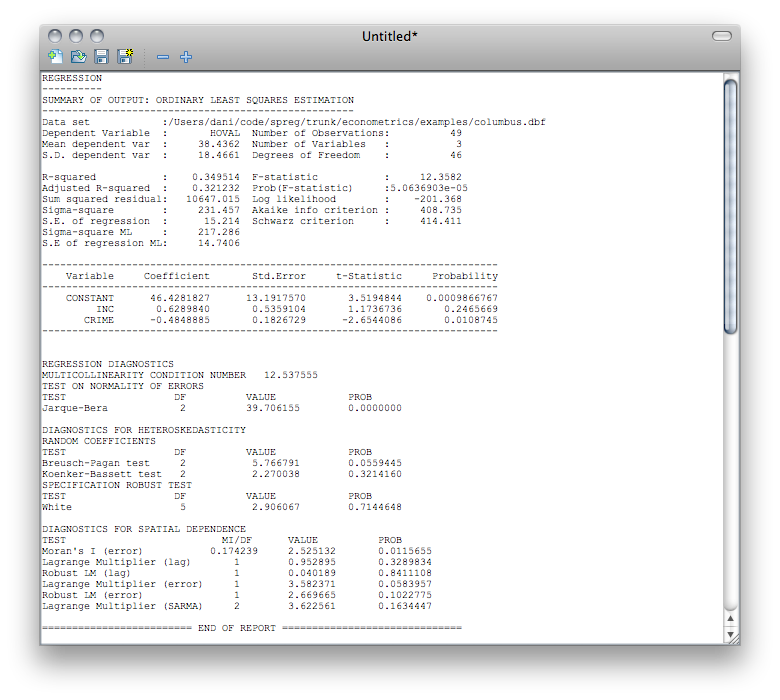 Untitled*
REGRESSION
----------
SUMMARY OF OUTPUT: ORDINARY LEAST SQUARES ESTIMATION
----------------------------------------------------
Data set            :/Users/dani/code/spreg/trunk/econometrics/examples/columbus.dbf
Dependent Variable  :       HOVAL  Number of Observations:          49
Mean dependent var  :     38.4362  Number of Variables   :           3
S.D. dependent var  :     18.4661  Degrees of Freedom    :          46
R-squared           :    0.349514  F-statistic           :     12.3582
Adjusted R-squared  :    0.321232  Prob(F-statistic)     :5.0636903e-05
Sum squared residual:   10647.015  Log likelihood        :    -201.368
Sigma-square        :     231.457  Akaike info criterion :     408.735
S.E. of regression  :      15.214  Schwarz criterion     :     414.411
Sigma-square ML     :     217.286
S.E of regression ML:     14.7406
----------------------------------------------------------------------------
    Variable     Coefficient       Std.Error     t-Statistic     Probability
----------------------------------------------------------------------------
    CONSTANT      46.4281827      13.1917570       3.5194844    0.0009866767
         INC       0.6289840       0.5359104       1.1736736       0.2465669
       CRIME      -0.4848885       0.1826729      -2.6544086       0.0108745
----------------------------------------------------------------------------
REGRESSION DIAGNOSTICS
MULTICOLLINEARITY CONDITION NUMBER   12.537555
TEST ON NORMALITY OF ERRORS
TEST                  DF          VALUE            PROB
Jarque-Bera            2          39.706155        0.0000000
DIAGNOSTICS FOR HETEROSKEDASTICITY
RANDOM COEFFICIENTS
TEST                  DF          VALUE            PROB
Breusch-Pagan test     2           5.766791        0.0559445
Koenker-Bassett test   2           2.270038        0.3214160
SPECIFICATION ROBUST TEST
TEST                  DF          VALUE            PROB
White                  5           2.906067        0.7144648
DIAGNOSTICS FOR SPATIAL DEPENDENCE
TEST                          MI/DF      VALUE          PROB
Moran's I (error)           0.174239     2.525132       0.0115655
Lagrange Multiplier (lag)       1        0.952895       0.3289834
Robust LM (lag)                 1        0.040189       0.8411108
Lagrange Multiplier (error)     1        3.582371       0.0583957
Robust LM (error)               1        2.669665       0.1022775
Lagrange Multiplier (SARMA)     2        3.622561       0.1634447
========================= END OF REPORT ==============================